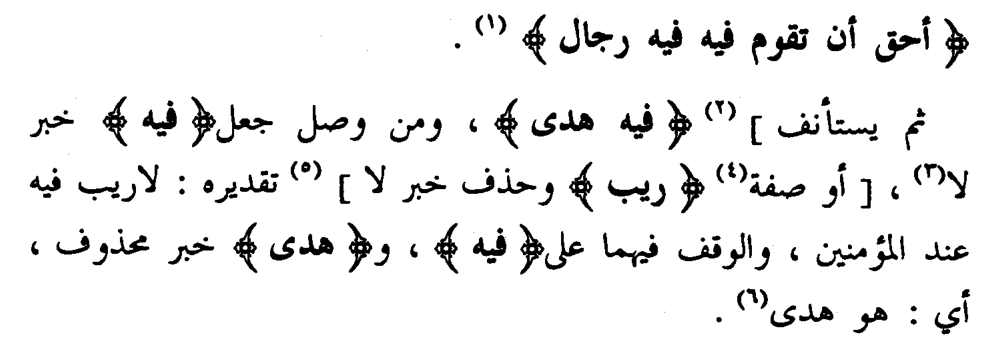 ﴿ أحق أن تقوم فيه فيه رجال ﴾ (١) .
ثم يستأنف ] (٢) ﴿ فيه هدى ﴾ ، ومن وصل جعل ﴿ فيه ﴾ خبر
لا(٣) ، [ أو صفة(٤) ﴿ ريب ﴾ وحذف خبر لا ] (٥) تقديره : لاريب فيه
عند المؤمنين ، والوقف فيهما على ﴿ فيه ﴾ ، و﴿ هدى ﴾ خبر محذوف ،
أي : هو هدى(٦) .